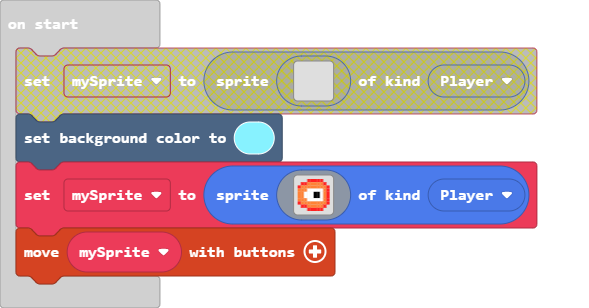 on start
set mySprite to sprite of kind Player
set background color to
set mySprite to sprite of kind Player
move mySprite with buttons